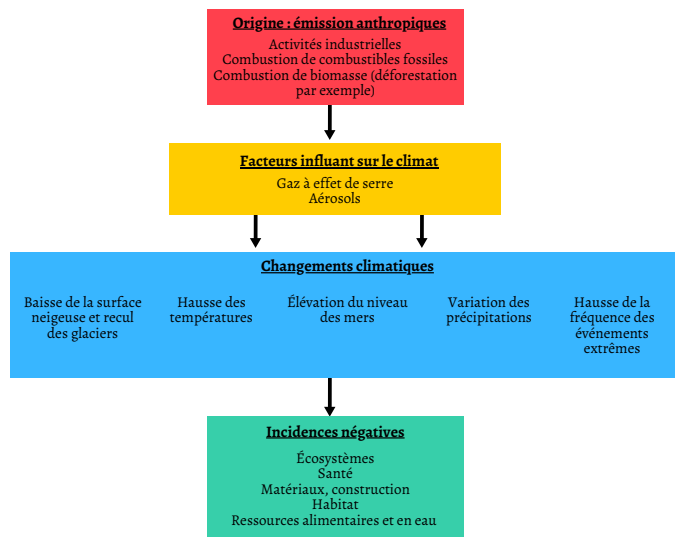 Origine : émission anthropiques
Activités industrielles
Combustion de combustibles fossiles
Combustion de biomasse (déforestation
par exemple)
Facteurs influant sur le climat
Gaz à effet de serre
Aérosols
Changements climatiques
Baisse de la surface
neigeuse et recul
des glaciers
Hausse des
températures
Élévation du niveau
des mers
Variation des
précipitations
Hausse de la
fréquence des
événements
extrêmes
Incidences négatives
Écosystèmes
Santé
Matériaux, construction
Habitat
Ressources alimentaires et en eau